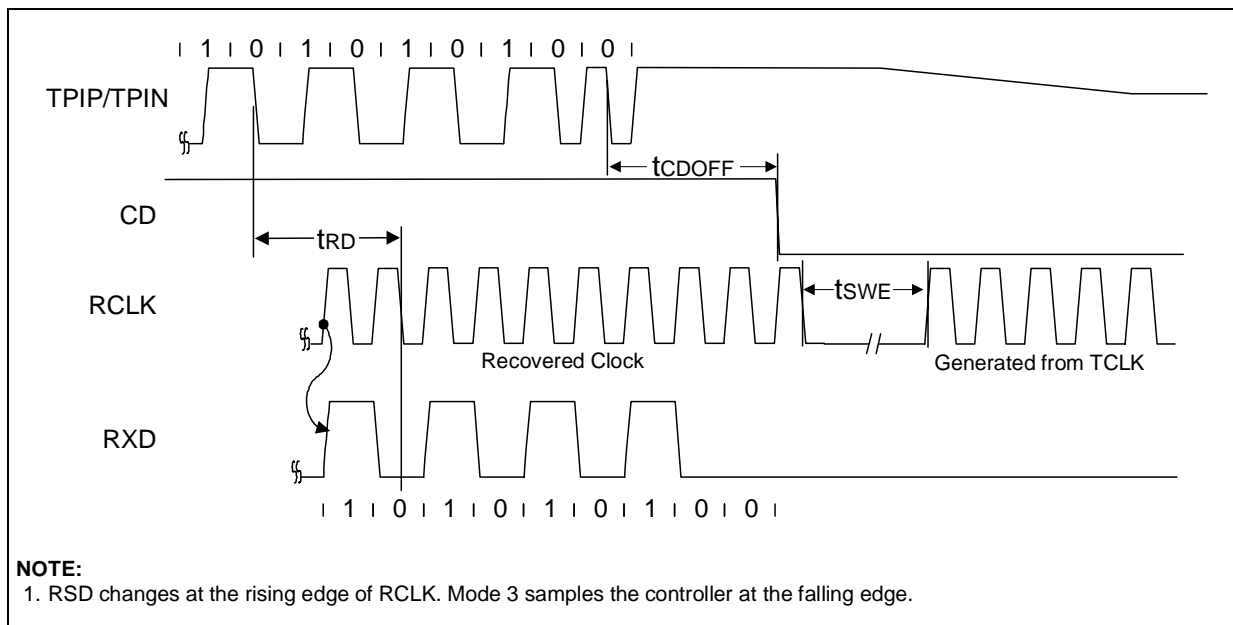 1 0 1 0 1 0 1 0 0
TPIP/TPIN
tCDOFF
CD
tRD
RCLK
tSWE
Recovered Clock
Generated from TCLK
RXD
1 0 1 0 1 0 1 0 0
NOTE:
1. RSD changes at the rising edge of RCLK. Mode 3 samples the controller at the falling edge.